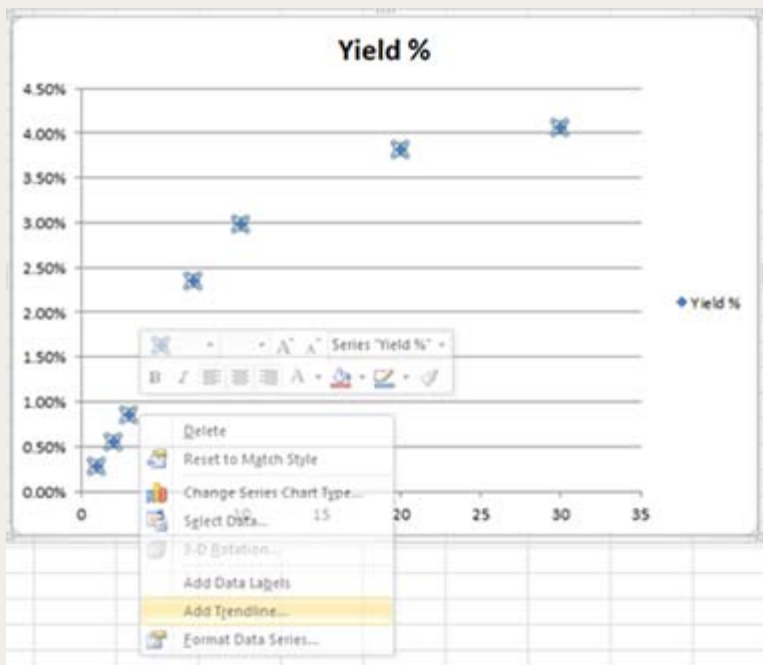 Yield %
4.50%
4.00%
3.50%
3.00%
2.50%
2.00%
1.50%
1.00%
0.50%
0.00%
0
10
15
20
25
30
35
Yield %
A A Series "Yield %"
B I A
Delete
Reset to Match Style
Change Series Chart Type...
Select Data...
3-D Rotation...
Add Data Labels
Add Trendline...
Format Data Series...